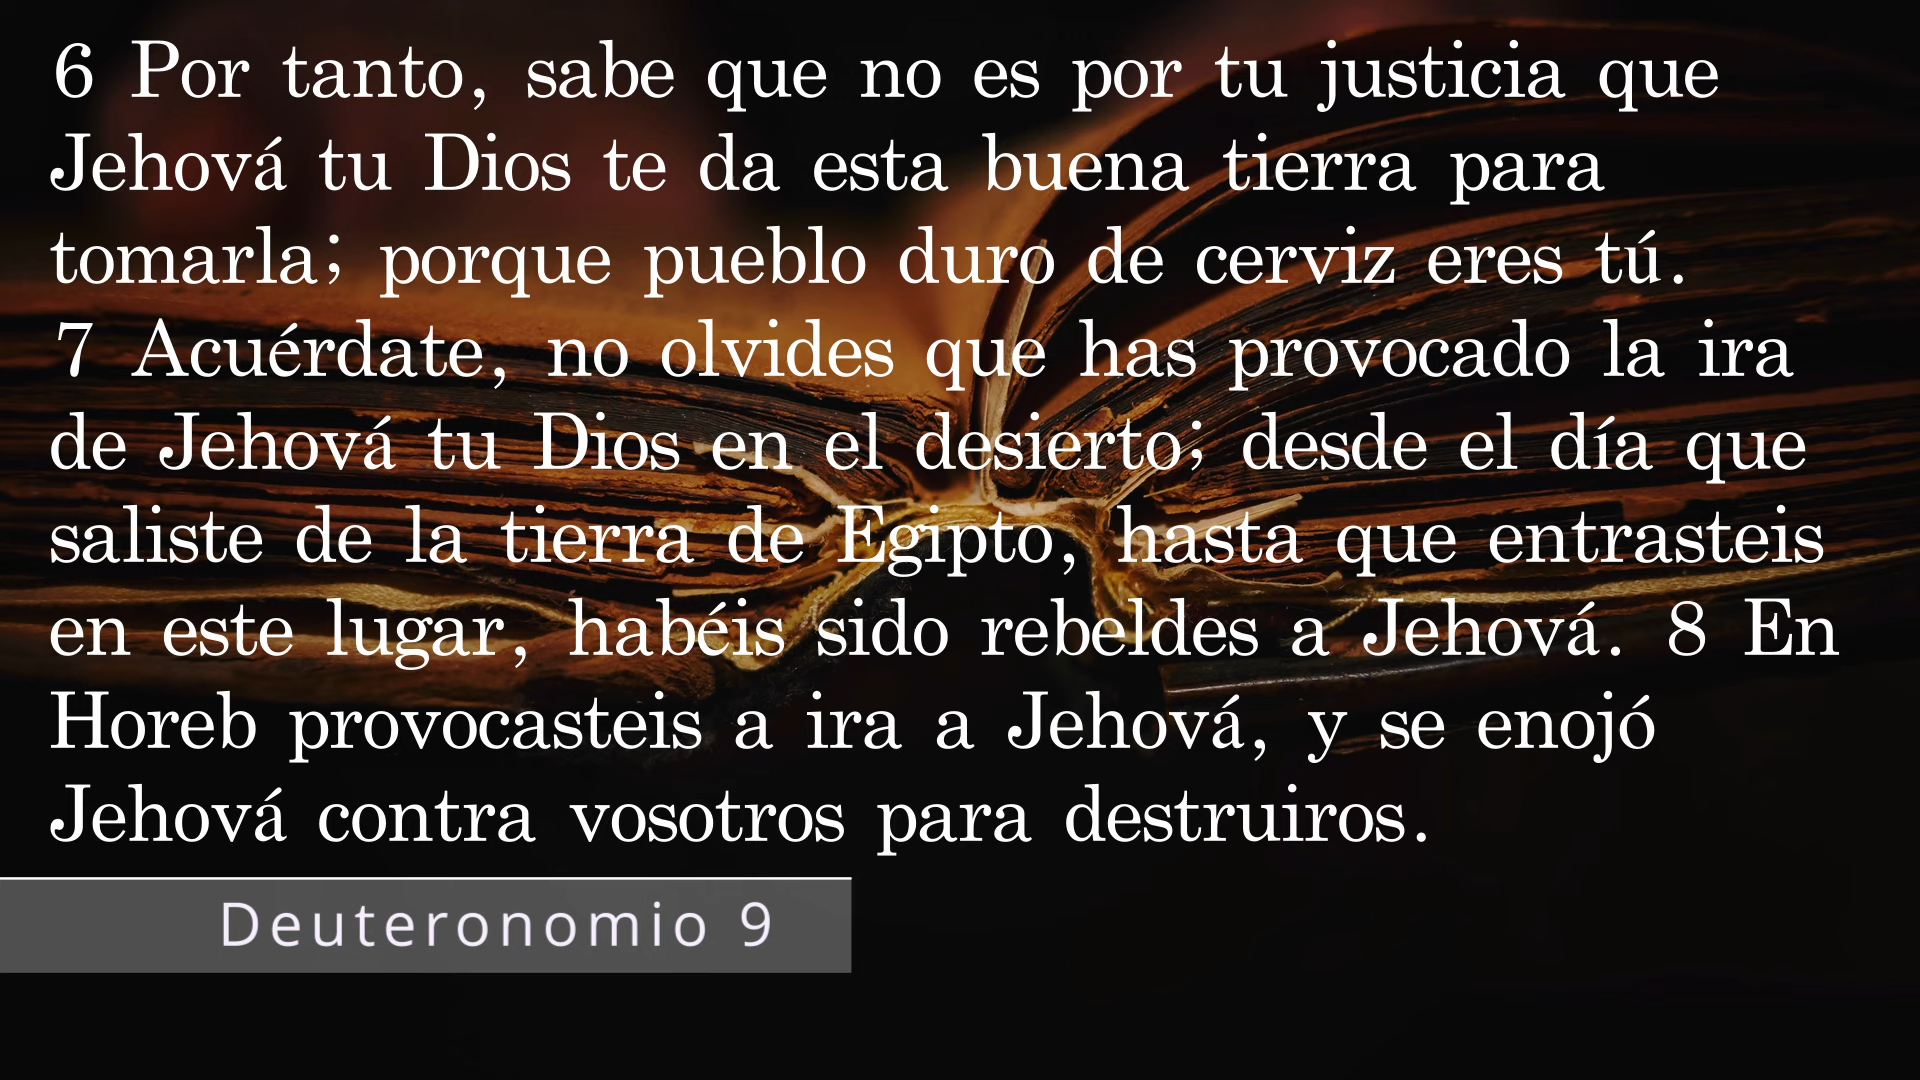 6 Por tanto, sabe que no es por tu justicia que
Jehová tu Dios te da esta buena tierra para
tomarla; porque pueblo duro de cerviz eres tú.
7 Acuérdate, no olvides que has provocado la ira
de Jehová tu Dios en el desierto; desde el día que
saliste de la tierra de Egipto, hasta que entrasteis
en este lugar, habéis sido rebeldes a Jehová. 8 En
Horeb provocasteis a ira a Jehová, y se enojó
Jehová contra vosotros para destruiros.
Deuteronomio 9